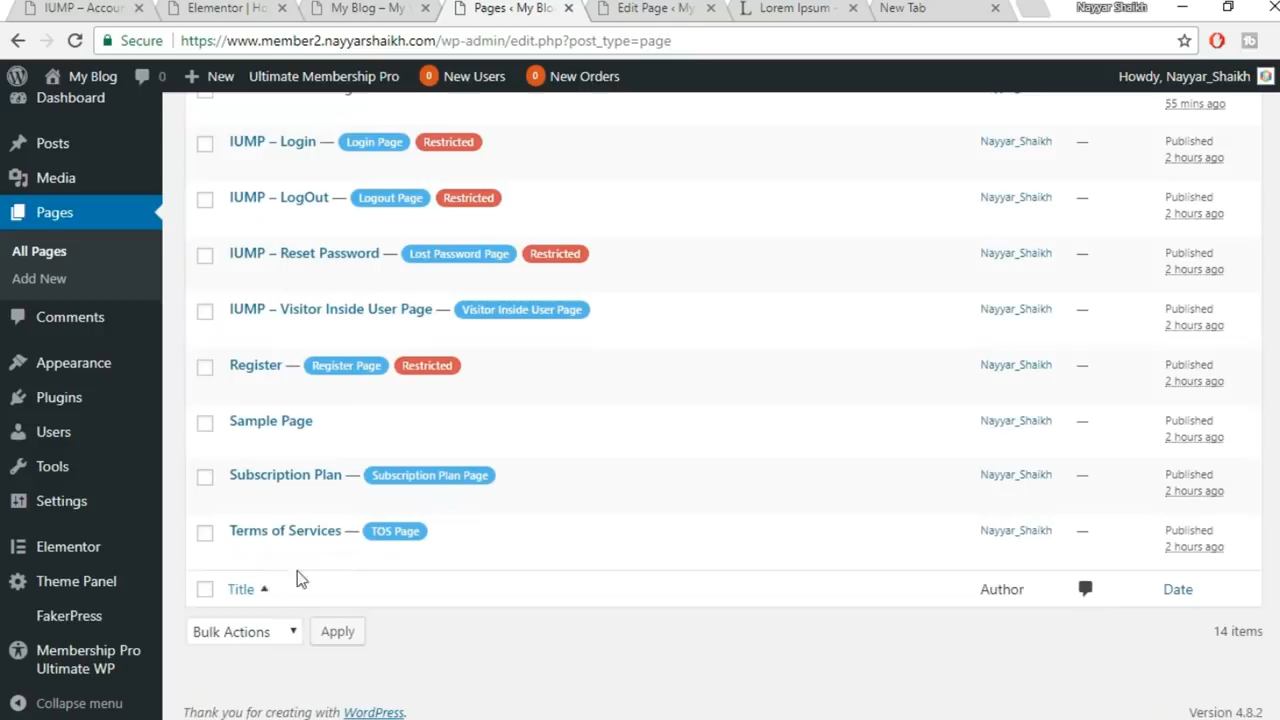 IUMP – Accour
Elementor | Ho
My Blog – My
Pages ‹ My Blo
Edit Page ‹ My
Lorem Ipsum -
New Tab
Nayyar Shaikh
Secure
https://www.member2.nayyarshaikh.com/wp-admin/edit.php?post_type=page
My Blog
0
New
Ultimate Membership Pro
0 New Users
0 New Orders
Howdy, Nayyar_Shaikh
Dashboard
Posts
Media
Pages
All Pages
Add New
Comments
Appearance
Plugins
Users
Tools
Settings
Elementor
Theme Panel
FakerPress
Membership Pro
Ultimate WP
Collapse menu
55 mins ago
IUMP – Login — Login Page Restricted
Nayyar_Shaikh
—
Published
2 hours ago
IUMP – LogOut — Logout Page Restricted
Nayyar_Shaikh
—
Published
2 hours ago
IUMP – Reset Password — Lost Password Page Restricted
Nayyar_Shaikh
—
Published
2 hours ago
IUMP – Visitor Inside User Page — Visitor Inside User Page
Nayyar_Shaikh
—
Published
2 hours ago
Register — Register Page Restricted
Nayyar_Shaikh
—
Published
2 hours ago
Sample Page
Nayyar_Shaikh
—
Published
2 hours ago
Subscription Plan — Subscription Plan Page
Nayyar_Shaikh
—
Published
2 hours ago
Terms of Services — TOS Page
Nayyar_Shaikh
—
Published
2 hours ago
Title
Author
Date
Bulk Actions
Apply
14 items
Thank you for creating with WordPress.
Version 4.8.2